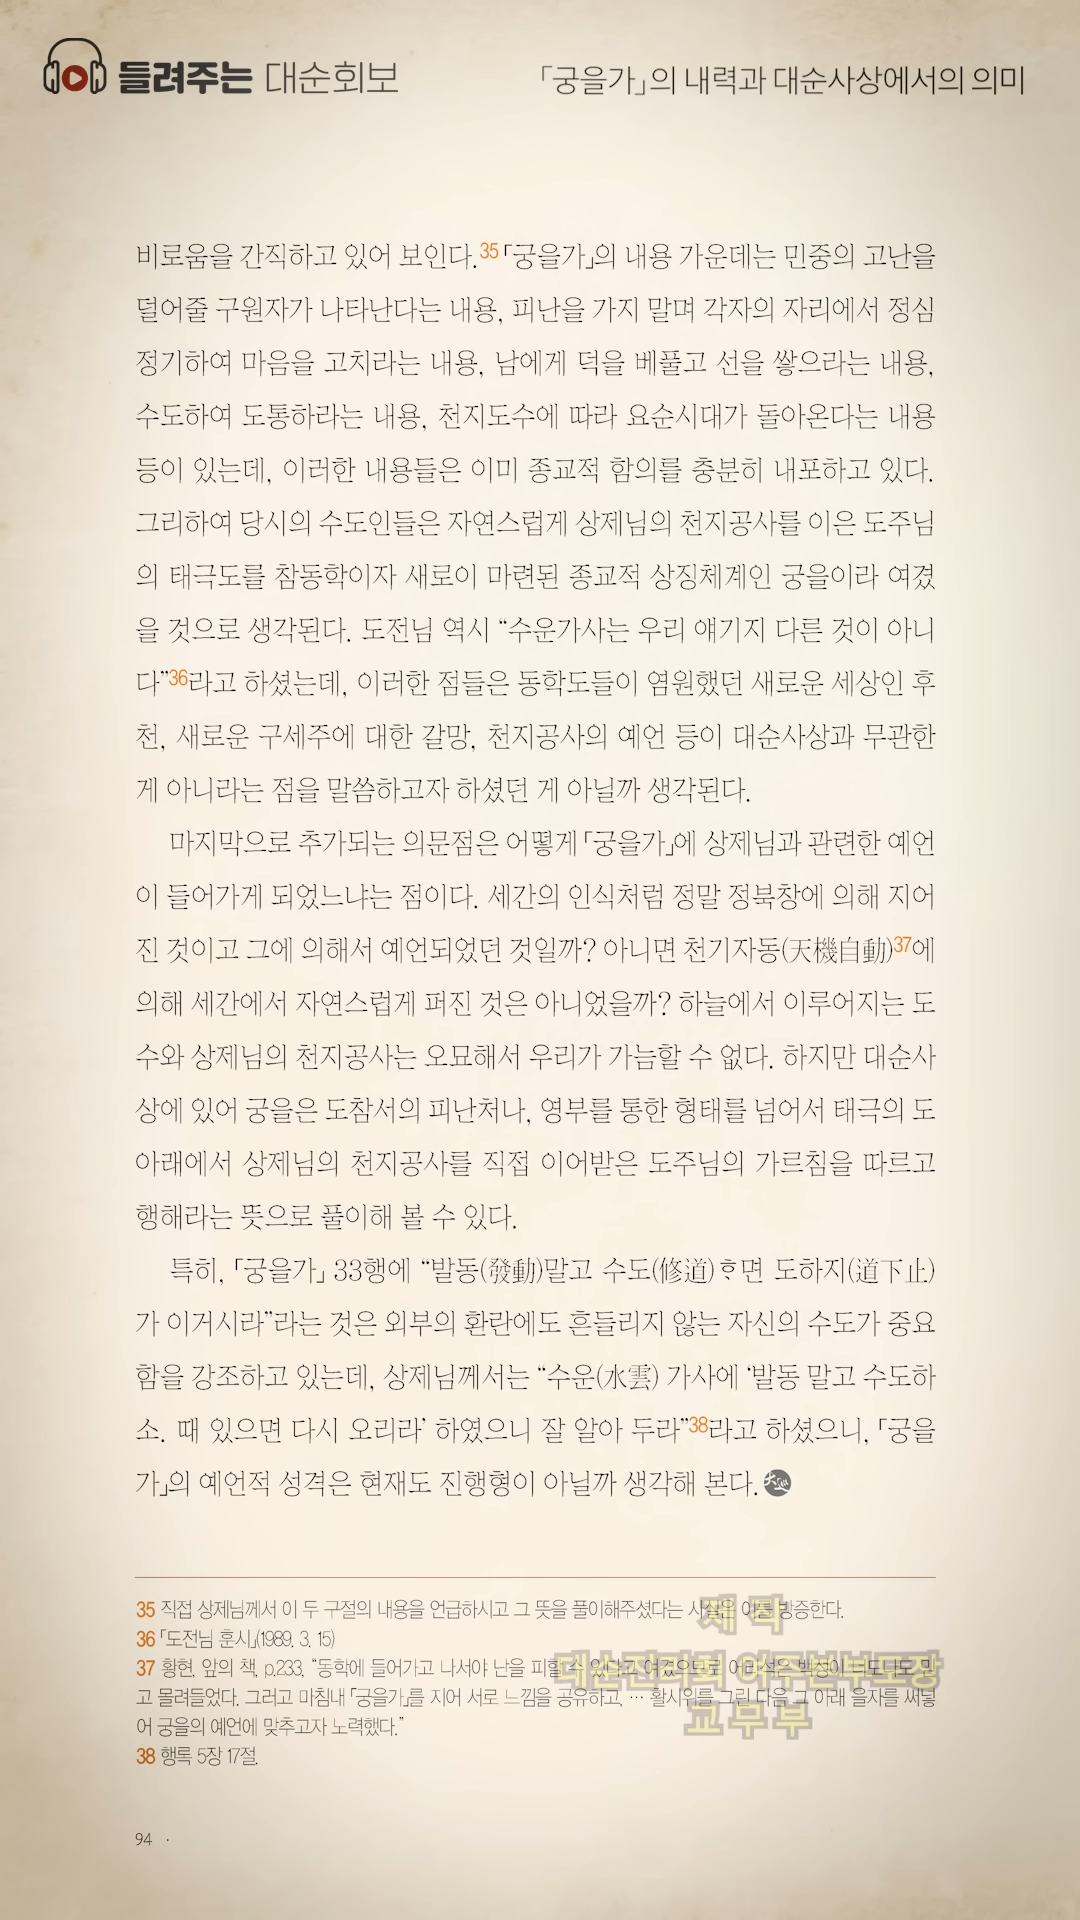 들려주는 대순회보
「궁을가」의 내력과 대순사상에서의 의미
비로움을 간직하고 있어 보인다.35「궁을가」의 내용 가운데는 민중의 고난을
덜어줄 구원자가 나타난다는 내용, 피난을 가지 말며 각자의 자리에서 정심
정기하여 마음을 고치라는 내용, 남에게 덕을 베풀고 선을 쌓으라는 내용,
수도하여 도통하라는 내용, 천지도수에 따라 요순시대가 돌아온다는 내용
등이 있는데, 이러한 내용들은 이미 종교적 함의를 충분히 내포하고 있다.
그리하여 당시의 수도인들은 자연스럽게 상제님의 천지공사를 이은 도주님
의 태극도를 참동학이자 새로이 마련된 종교적 상징체계인 궁을이라 여겼
을 것으로 생각된다. 도전님 역시 “수운가사는 우리 얘기지 다른 것이 아니
다”36라고 하셨는데, 이러한 점들은 동학도들이 염원했던 새로운 세상인 후
천, 새로운 구세주에 대한 갈망, 천지공사의 예언 등이 대순사상과 무관한
게 아니라는 점을 말씀하고자 하셨던 게 아닐까 생각된다.
마지막으로 추가되는 의문점은 어떻게 「궁을가」에 상제님과 관련한 예언
이 들어가게 되었느냐는 점이다. 세간의 인식처럼 정말 정북창에 의해 지어
진 것이고 그에 의해서 예언되었던 것일까? 아니면 천기자동(天機自動)37에
의해 세간에서 자연스럽게 퍼진 것은 아니었을까? 하늘에서 이루어지는 도
수와 상제님의 천지공사는 오묘해서 우리가 가늠할 수 없다. 하지만 대순사
상에 있어 궁을은 도참서의 피난처나, 영부를 통한 형태를 넘어서 태극의 도
아래에서 상제님의 천지공사를 직접 이어받은 도주님의 가르침을 따르고
행해라는 뜻으로 풀이해 볼 수 있다.
특히, 「궁을가」 33행에 “발동(發動)말고 수도(修道)ᄒᆞ면 도하지(道下止)
가 이거시라”라는 것은 외부의 환란에도 흔들리지 않는 자신의 수도가 중요
함을 강조하고 있는데, 상제님께서는 “수운(水雲) 가사에 ‘발동 말고 수도하
소. 때 있으면 다시 오리라’ 하였으니 잘 알아 두라”38라고 하셨으니, 「궁을
가」의 예언적 성격은 현재도 진행형이 아닐까 생각해 본다.
35 직접 상제님께서 이 두 구절의 내용을 언급하시고 그 뜻을 풀이해주셨다는 사실은 이를 방증한다.
36 「도전님 훈시」(1989. 3. 15)
37 황현, 앞의 책, p.233, “동학에 들어가고 나서야 난을 피할 수 있다고 여겼으므로 어리석은 백성이 너도나도 믿
고 몰려들었다. 그러고 마침내 「궁을가」를 지어 서로 느낌을 공유하고, … 활시위를 그린 다음 그 아래 을자를 써넣
어 궁을의 예언에 맞추고자 노력했다.”
38 행록 5장 17절.
제 작
대순진리회 여주본부도장
교 무 부
94 ·